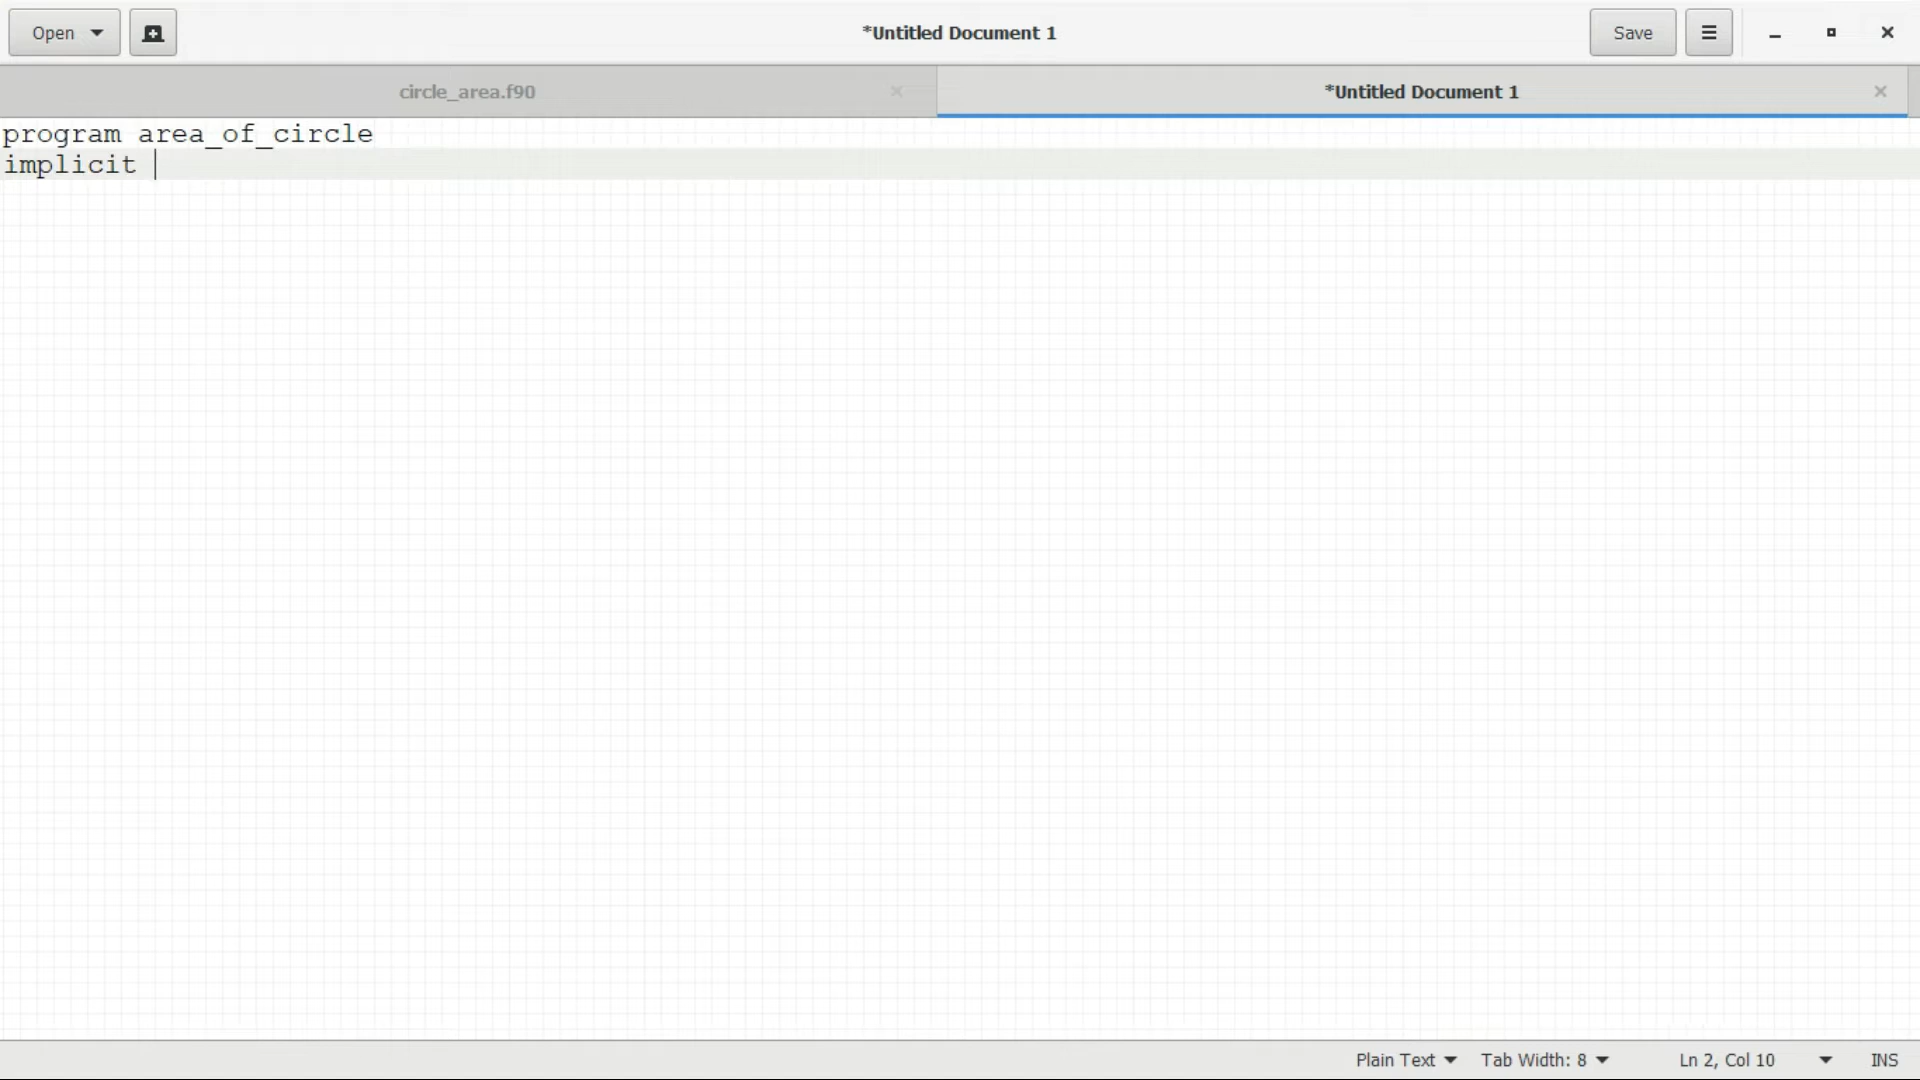 Open
*Untitled Document 1
Save
circle_area.f90
*Untitled Document 1
program area_of_circle
implicit
Plain Text
Tab Width: 8
Ln 2, Col 10
INS